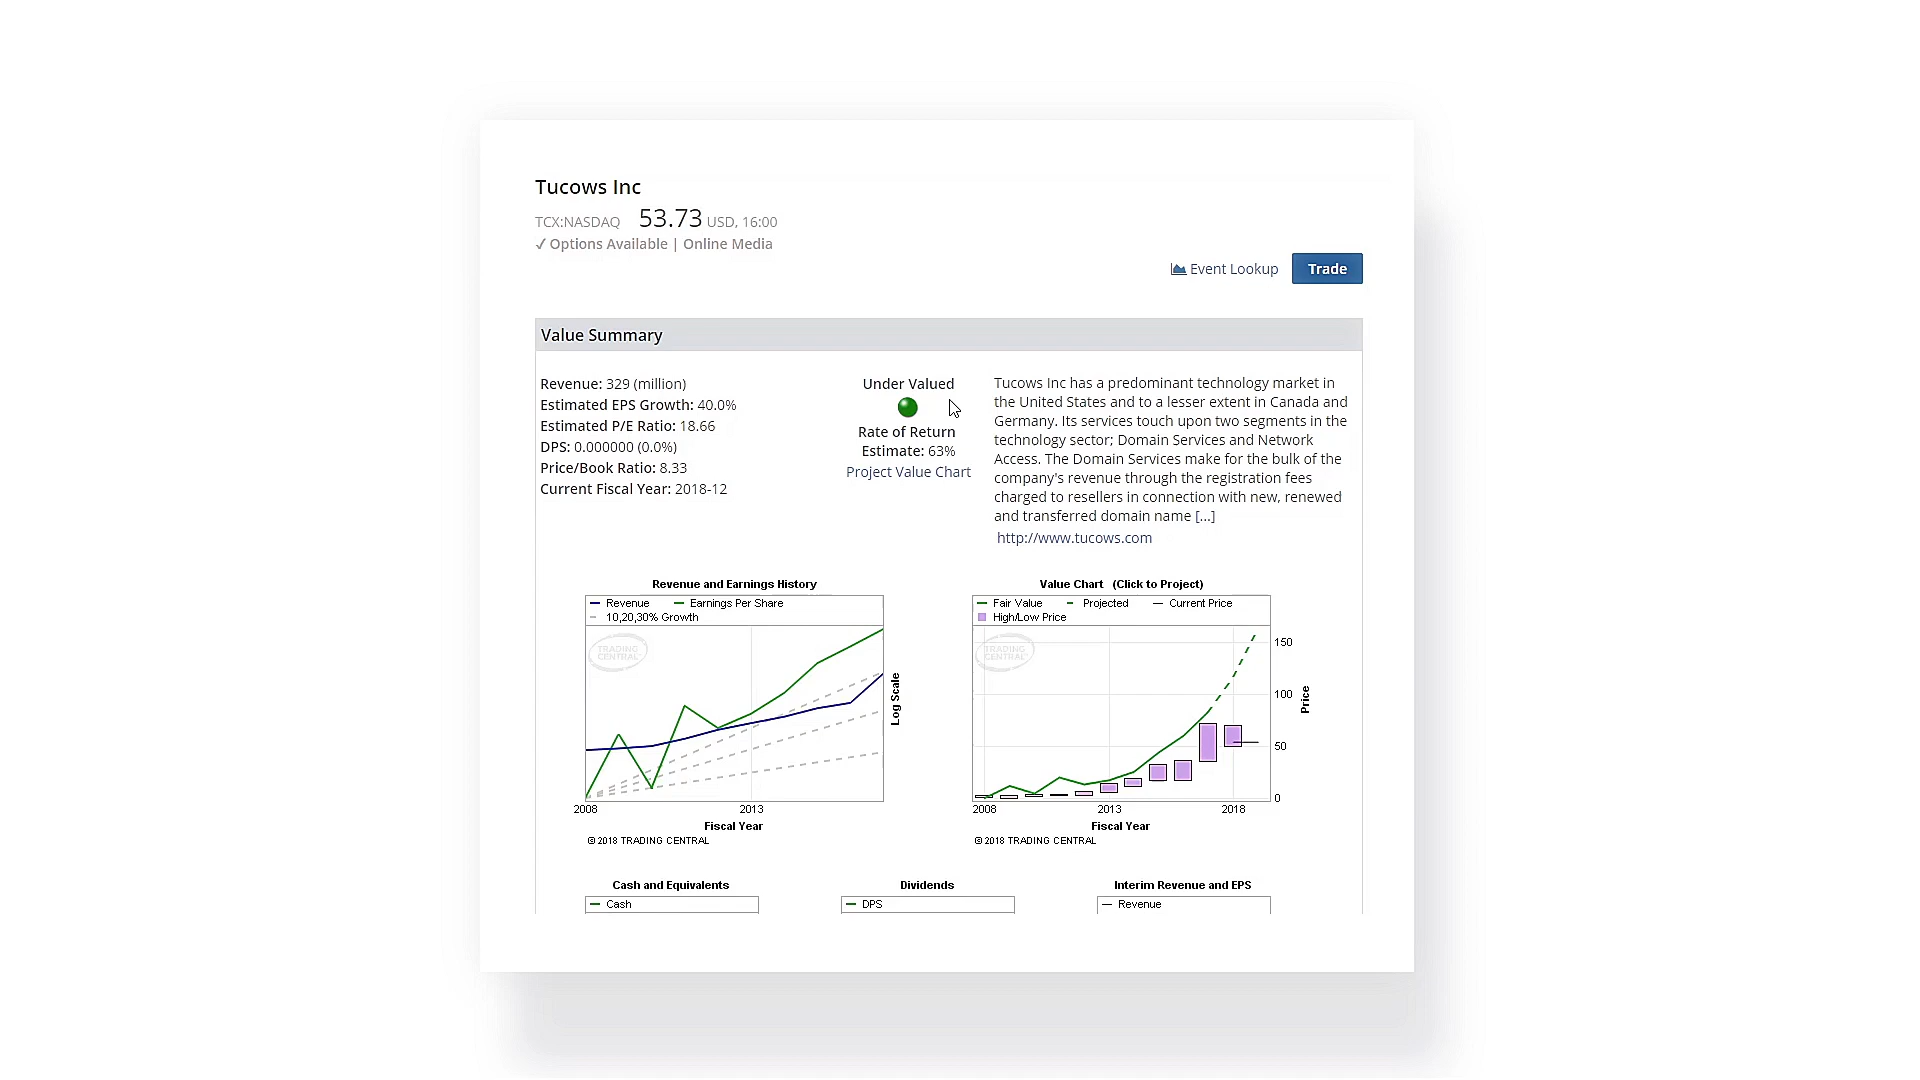 Tucows Inc
TCX:NASDAQ 53.73 USD, 16:00
✓ Options Available | Online Media
Event Lookup Trade
Value Summary
Revenue: 329 (million)
Estimated EPS Growth: 40.0%
Estimated P/E Ratio: 18.66
DPS: 0.000000 (0.0%)
Price/Book Ratio: 8.33
Current Fiscal Year: 2018-12
Under Valued
Rate of Return
Estimate: 63%
Project Value Chart
Tucows Inc has a predominant technology market in
the United States and to a lesser extent in Canada and
Germany. Its services touch upon two segments in the
technology sector; Domain Services and Network
Access. The Domain Services make for the bulk of the
company's revenue through the registration fees
charged to resellers in connection with new, renewed
and transferred domain name [...]
http://www.tucows.com
Revenue and Earnings History
Revenue Earnings Per Share
10,20,30% Growth
TRADING
CENTRAL
Log Scale
2008 2013
Fiscal Year
© 2018 TRADING CENTRAL
Value Chart (Click to Project)
Fair Value Projected Current Price
High/Low Price
TRADING
CENTRAL
150
100
50
0
Price
2008 2013 2018
Fiscal Year
© 2018 TRADING CENTRAL
Cash and Equivalents
Cash
Dividends
DPS
Interim Revenue and EPS
Revenue